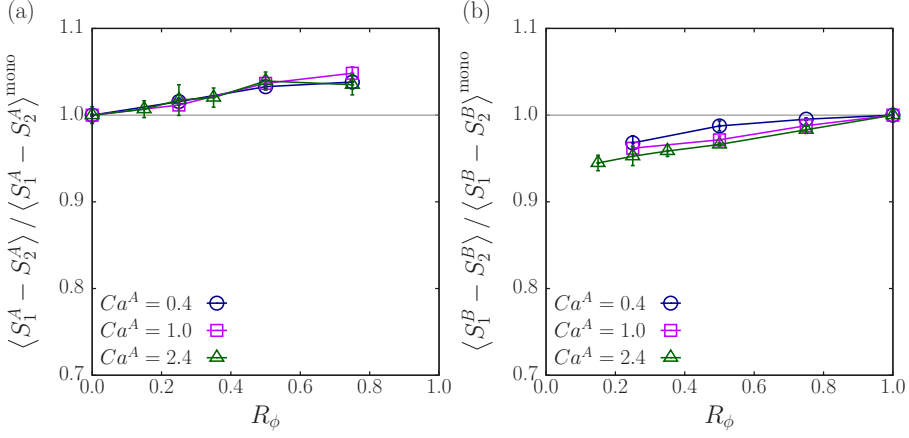 (a)
1.1
1.0
0.9
0.8
0.7
0.0 0.2 0.4 0.6 0.8 1.0
R_ϕ
⟨S_1^A − S_2^A⟩ / ⟨S_1^A − S_2^A⟩^mono
Ca^A = 0.4
Ca^A = 1.0
Ca^A = 2.4
(b)
1.1
1.0
0.9
0.8
0.7
0.0 0.2 0.4 0.6 0.8 1.0
R_ϕ
⟨S_1^B − S_2^B⟩ / ⟨S_1^B − S_2^B⟩^mono
Ca^A = 0.4
Ca^A = 1.0
Ca^A = 2.4